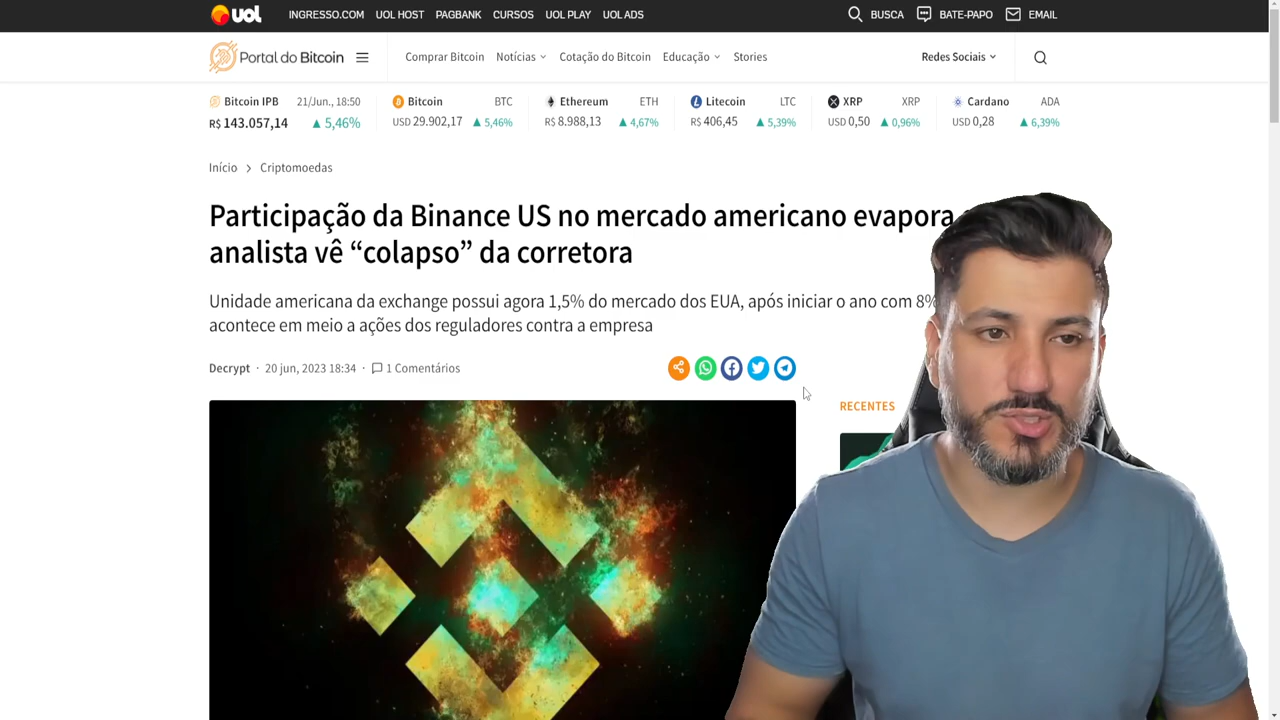 uol INGRESSO.COM UOL HOST PAGBANK CURSOS UOL PLAY UOL ADS BUSCA BATE-PAPO EMAIL
Portal do Bitcoin Comprar Bitcoin Notícias Cotação do Bitcoin Educação Stories Redes Sociais
Bitcoin IPB 21/Jun., 18:50 Bitcoin BTC Ethereum ETH Litecoin LTC XRP XRP Cardano ADA
R$ 143.057,14 ▲ 5,46% USD 29.902,17 ▲ 5,46% R$ 8.988,13 ▲ 4,67% R$ 406,45 ▲ 5,39% USD 0,50 ▲ 0,96% USD 0,28 ▲ 6,39%
Início > Criptomoedas
Participação da Binance US no mercado americano evapora
analista vê “colapso” da corretora
Unidade americana da exchange possui agora 1,5% do mercado dos EUA, após iniciar o ano com 8%
acontece em meio a ações dos reguladores contra a empresa
Decrypt · 20 jun, 2023 18:34 · 1 Comentários
RECENTES